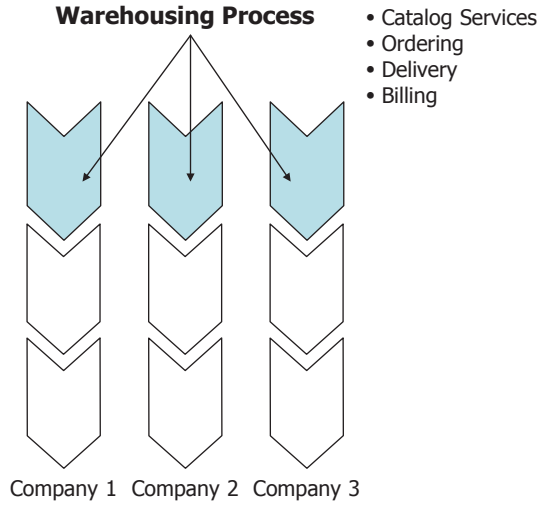 Warehousing Process
• Catalog Services
• Ordering
• Delivery
• Billing
Company 1 Company 2 Company 3